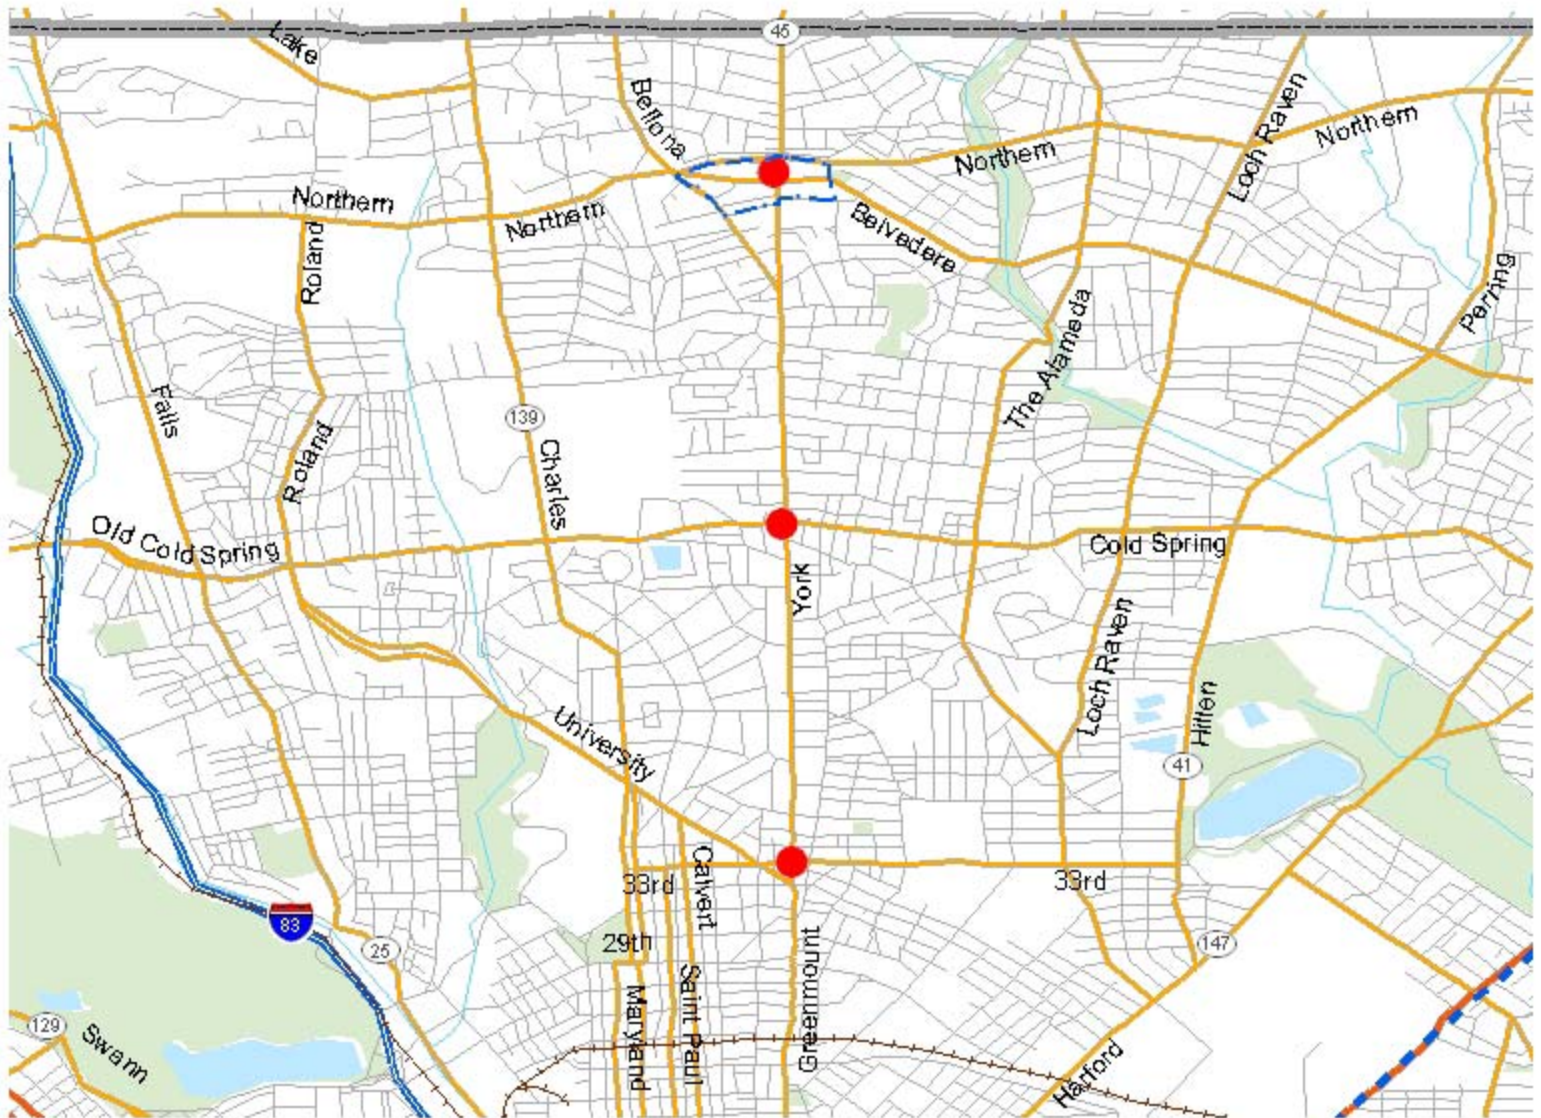 Lake
45
Bellona
Loch Raven
Northern
Northern
Northern
Northern
Roland
Belvedere
Perring
The Alameda
Falls
139
Roland
Charles
Old Cold Spring
Cold Spring
York
Loch Raven
Hillen
University
41
33rd
Calvert
33rd
83
25
29th
Greenmount
147
Saint Paul
Maryland
129
Swann
Harford